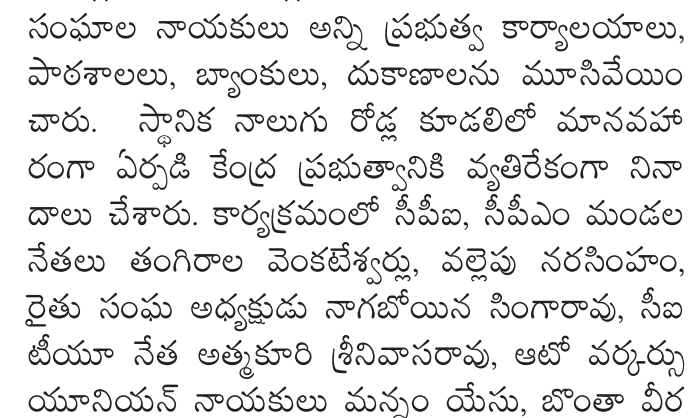 సంఘాల నాయకులు అన్ని ప్రభుత్వ కార్యాలయాలు,
పాఠశాలలు, బ్యాంకులు, దుకాణాలను మూసివేయిం
చారు. స్థానిక నాలుగు రోడ్ల కూడలిలో మానవహా
రంగా ఏర్పడి కేంద్ర ప్రభుత్వానికి వ్యతిరేకంగా నినా
దాలు చేశారు. కార్యక్రమంలో సీపీఐ, సీపీఎం మండల
నేతలు తంగిరాల వెంకటేశ్వర్లు, వల్లెపు నరసింహం,
రైతు సంఘ అధ్యక్షుడు నాగబోయిన సింగారావు, సీఐ
టీయూ నేత అత్మకూరి శ్రీనివాసరావు, ఆటో వర్కర్సు
యూనియన్ నాయకులు మన్నం యేసు, బొంతా వీర